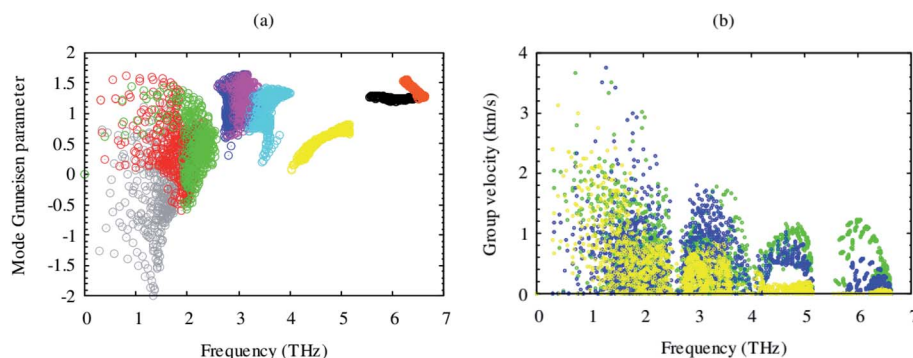 (a)
2
1.5
1
0.5
0
-0.5
-1
-1.5
-2
Mode Gruneisen parameter
0 1 2 3 4 5 6 7
Frequency (THz)
(b)
4
3
2
1
0
Group velocity (km/s)
0 1 2 3 4 5 6 7
Frequency (THz)